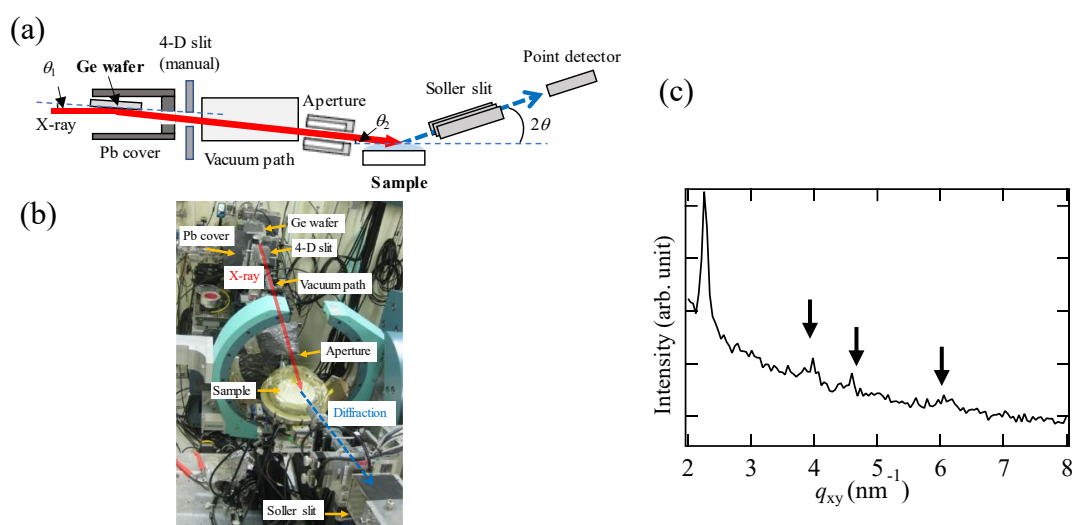 (a)
4-D slit
(manual)
Point detector
θ1
Ge wafer
Soller slit
Aperture
X-ray
θ2
2θ
Pb cover
Vacuum path
Sample
(b)
Ge wafer
Pb cover
4-D slit
X-ray
Vacuum path
Aperture
Sample
Diffraction
Soller slit
(c)
Intensity (arb. unit)
2 3 4 5 6 7 8
qxy (nm⁻¹)